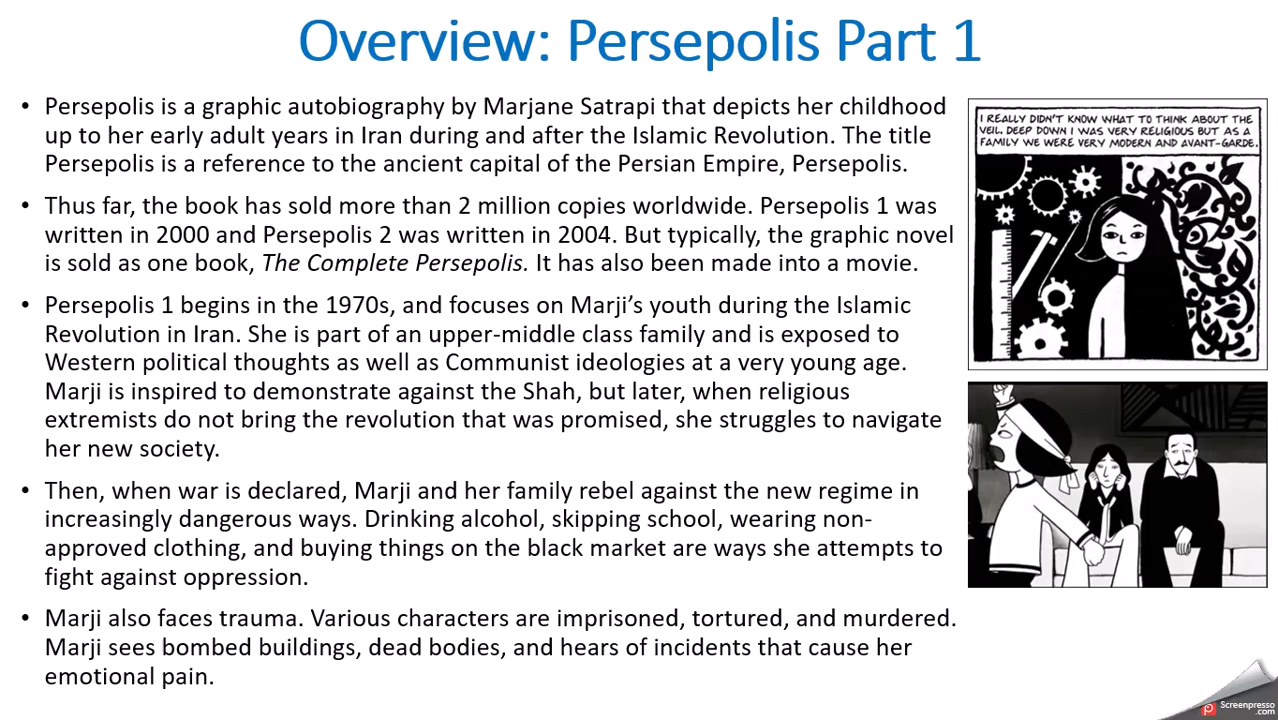 Overview: Persepolis Part 1
• Persepolis is a graphic autobiography by Marjane Satrapi that depicts her childhood
up to her early adult years in Iran during and after the Islamic Revolution. The title
Persepolis is a reference to the ancient capital of the Persian Empire, Persepolis.
• Thus far, the book has sold more than 2 million copies worldwide. Persepolis 1 was
written in 2000 and Persepolis 2 was written in 2004. But typically, the graphic novel
is sold as one book, The Complete Persepolis. It has also been made into a movie.
• Persepolis 1 begins in the 1970s, and focuses on Marji’s youth during the Islamic
Revolution in Iran. She is part of an upper-middle class family and is exposed to
Western political thoughts as well as Communist ideologies at a very young age.
Marji is inspired to demonstrate against the Shah, but later, when religious
extremists do not bring the revolution that was promised, she struggles to navigate
her new society.
• Then, when war is declared, Marji and her family rebel against the new regime in
increasingly dangerous ways. Drinking alcohol, skipping school, wearing non-
approved clothing, and buying things on the black market are ways she attempts to
fight against oppression.
• Marji also faces trauma. Various characters are imprisoned, tortured, and murdered.
Marji sees bombed buildings, dead bodies, and hears of incidents that cause her
emotional pain.
I REALLY DIDN'T KNOW WHAT TO THINK ABOUT THE
VEIL. DEEP DOWN I WAS VERY RELIGIOUS BUT AS A
FAMILY WE WERE VERY MODERN AND AVANT-GARDE.
Screenpresso
.com